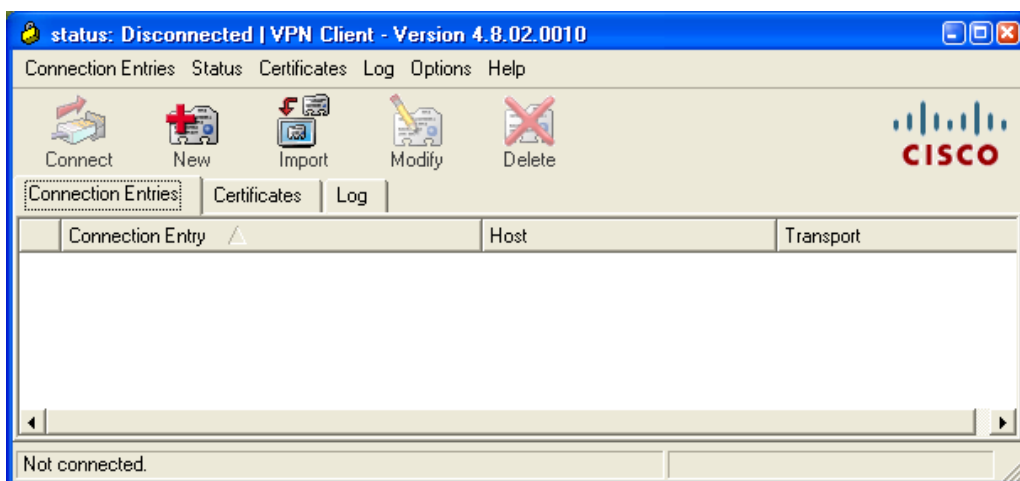 status: Disconnected | VPN Client - Version 4.8.02.0010
Connection Entries Status Certificates Log Options Help
Connect New Import Modify Delete
CISCO
Connection Entries Certificates Log
Connection Entry Host Transport
Not connected.